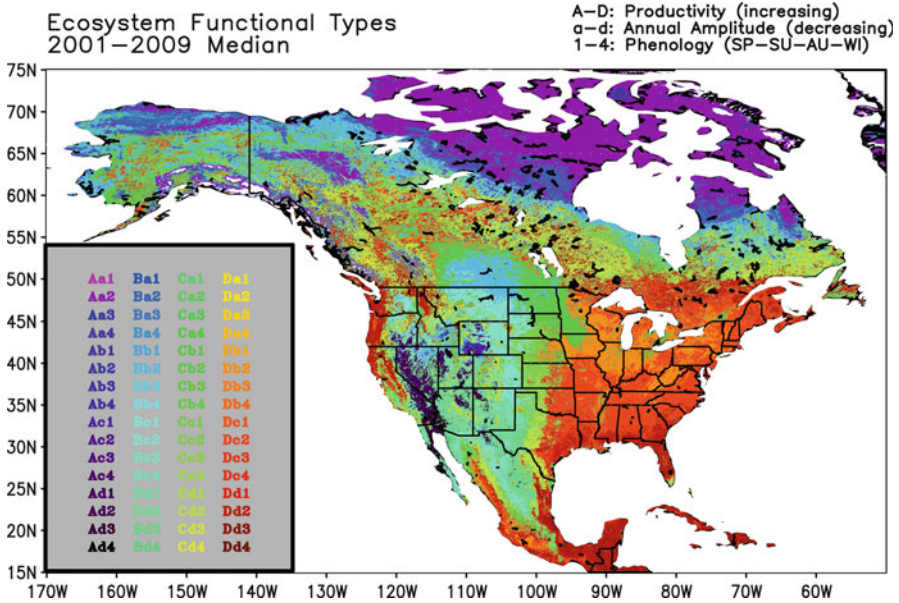 Ecosystem Functional Types
2001-2009 Median
A-D: Productivity (increasing)
a-d: Annual Amplitude (decreasing)
1-4: Phenology (SP-SU-AU-WI)
75N
70N
65N
60N
55N
50N
45N
40N
35N
30N
25N
20N
15N
Aa1 Ba1 Ca1 Da1
Aa2 Ba2 Ca2 Da2
Aa3 Ba3 Ca3 Da3
Aa4 Ba4 Ca4 Da4
Ab1 Bb1 Cb1 Db1
Ab2 Bb2 Cb2 Db2
Ab3 Bb3 Cb3 Db3
Ab4 Bb4 Cb4 Db4
Ac1 Bc1 Cc1 Dc1
Ac2 Bc2 Cc2 Dc2
Ac3 Bc3 Cc3 Dc3
Ac4 Bc4 Cc4 Dc4
Ad1 Bd1 Cd1 Dd1
Ad2 Bd2 Cd2 Dd2
Ad3 Bd3 Cd3 Dd3
Ad4 Bd4 Cd4 Dd4
170W 160W 150W 140W 130W 120W 110W 100W 90W 80W 70W 60W